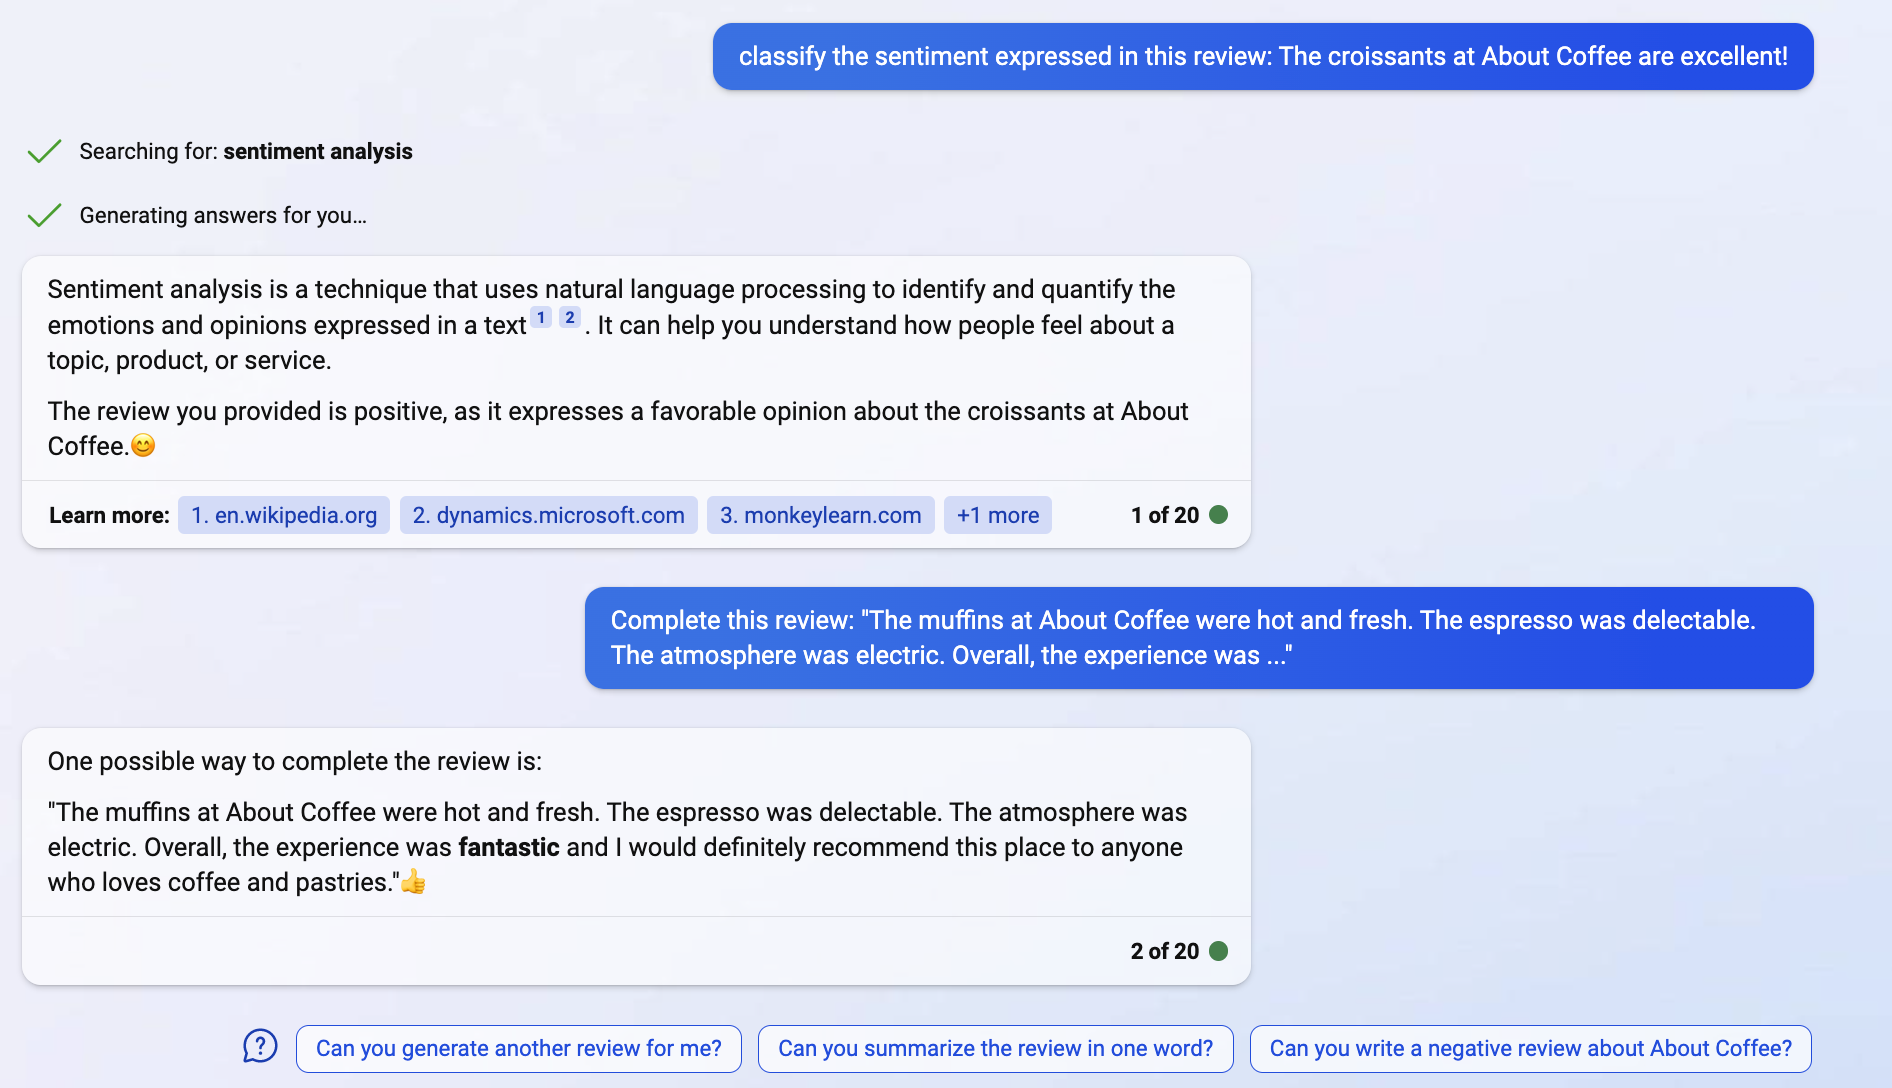 classify the sentiment expressed in this review: The croissants at About Coffee are excellent!
Searching for: sentiment analysis
Generating answers for you...
Sentiment analysis is a technique that uses natural language processing to identify and quantify the
emotions and opinions expressed in a text 1 2 . It can help you understand how people feel about a
topic, product, or service.
The review you provided is positive, as it expresses a favorable opinion about the croissants at About
Coffee.😊
Learn more: 1. en.wikipedia.org 2. dynamics.microsoft.com 3. monkeylearn.com +1 more 1 of 20
Complete this review: "The muffins at About Coffee were hot and fresh. The espresso was delectable.
The atmosphere was electric. Overall, the experience was ..."
One possible way to complete the review is:
"The muffins at About Coffee were hot and fresh. The espresso was delectable. The atmosphere was
electric. Overall, the experience was fantastic and I would definitely recommend this place to anyone
who loves coffee and pastries."👍
2 of 20
? Can you generate another review for me? Can you summarize the review in one word? Can you write a negative review about About Coffee?